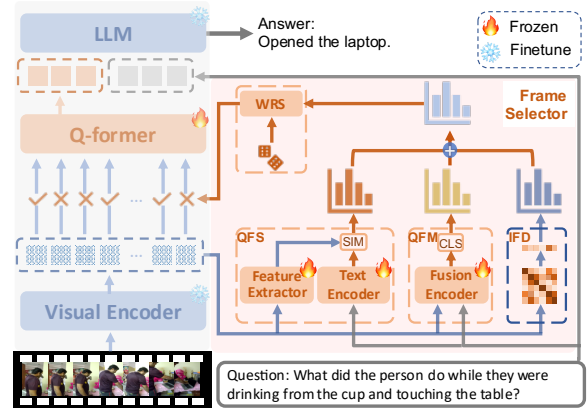 LLM
Answer:
Opened the laptop.
Frozen
Finetune
Q-former
WRS
Frame
Selector
QFS
SIM
QFM
CLS
IFD
Feature
Extractor
Text
Encoder
Fusion
Encoder
...
...
Visual Encoder
Question: What did the person do while they were
drinking from the cup and touching the table?